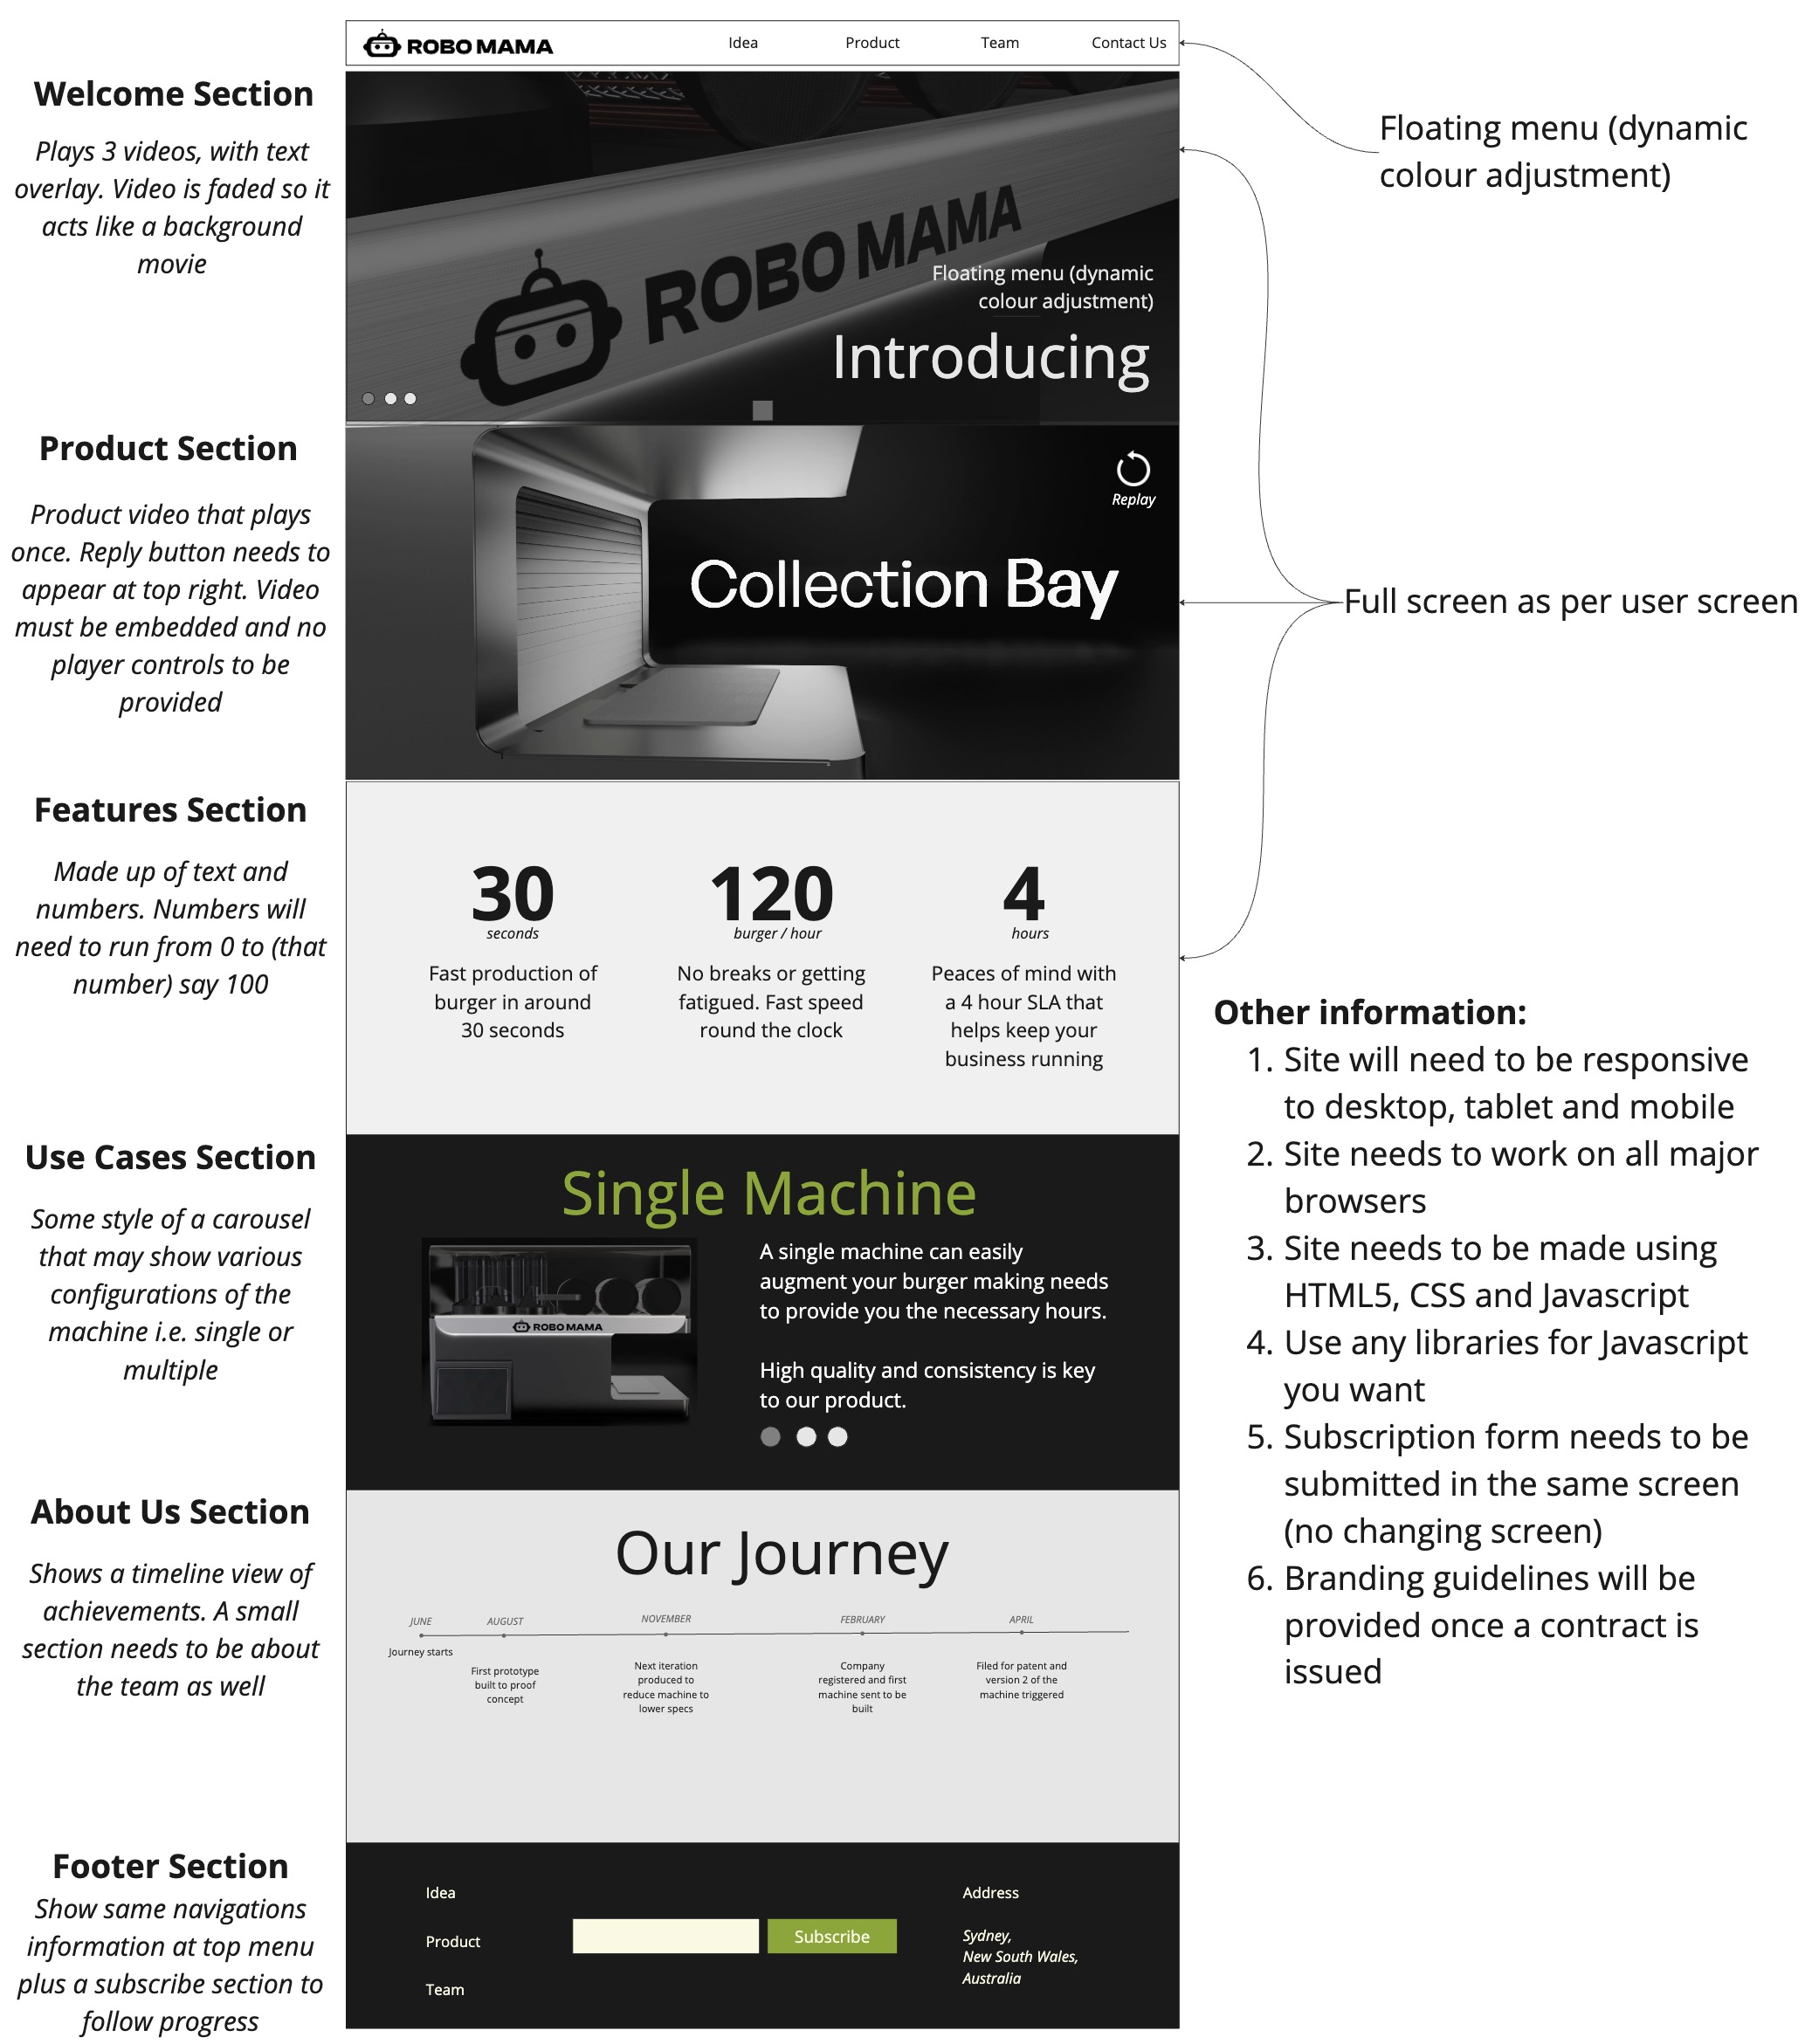 ROBO MAMA
Idea
Product
Team
Contact Us
Welcome Section
Plays 3 videos, with text
overlay. Video is faded so it
acts like a background
movie
Floating menu (dynamic
colour adjustment)
ROBO MAMA
Floating menu (dynamic
colour adjustment)
Introducing
Product Section
Product video that plays
once. Reply button needs to
appear at top right. Video
must be embedded and no
player controls to be
provided
Replay
Collection Bay
Full screen as per user screen
Features Section
Made up of text and
numbers. Numbers will
need to run from 0 to (that
number) say 100
30
seconds
Fast production of
burger in around
30 seconds
120
burger / hour
No breaks or getting
fatigued. Fast speed
round the clock
4
hours
Peaces of mind with
a 4 hour SLA that
helps keep your
business running
Other information:
1. Site will need to be responsive
to desktop, tablet and mobile
2. Site needs to work on all major
browsers
3. Site needs to be made using
HTML5, CSS and Javascript
4. Use any libraries for Javascript
you want
5. Subscription form needs to be
submitted in the same screen
(no changing screen)
6. Branding guidelines will be
provided once a contract is
issued
Use Cases Section
Some style of a carousel
that may show various
configurations of the
machine i.e. single or
multiple
Single Machine
ROBO MAMA
A single machine can easily
augment your burger making needs
to provide you the necessary hours.
High quality and consistency is key
to our product.
About Us Section
Shows a timeline view of
achievements. A small
section needs to be about
the team as well
Our Journey
JUNE
Journey starts
AUGUST
First prototype
built to proof
concept
NOVEMBER
Next iteration
produced to
reduce machine to
lower specs
FEBRUARY
Company
registered and first
machine sent to be
built
APRIL
Filed for patent and
version 2 of the
machine triggered
Footer Section
Show same navigations
information at top menu
plus a subscribe section to
follow progress
Idea
Product
Team
Subscribe
Address
Sydney,
New South Wales,
Australia